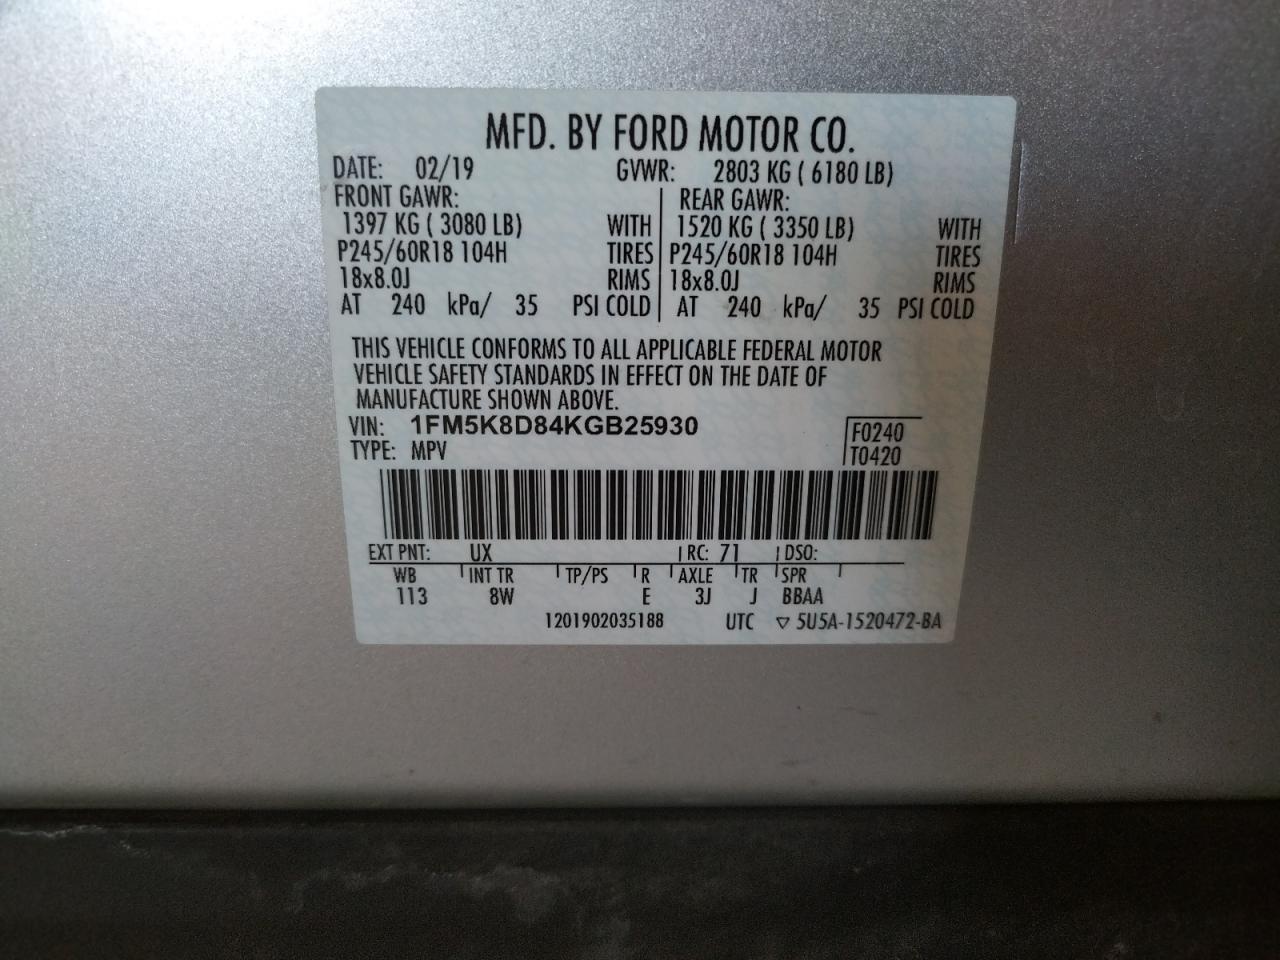 MFD. BY FORD MOTOR CO.
DATE: 02/19 GVWR: 2803 KG ( 6180 LB)
FRONT GAWR: REAR GAWR:
1397 KG ( 3080 LB) WITH 1520 KG ( 3350 LB) WITH
P245/60R18 104H TIRES P245/60R18 104H TIRES
18x8.0J RIMS 18x8.0J RIMS
AT 240 kPa/ 35 PSI COLD AT 240 kPa/ 35 PSI COLD
THIS VEHICLE CONFORMS TO ALL APPLICABLE FEDERAL MOTOR
VEHICLE SAFETY STANDARDS IN EFFECT ON THE DATE OF
MANUFACTURE SHOWN ABOVE.
VIN: 1FM5K8D84KGB25930 F0240
TYPE: MPV T0420
EXT PNT: UX RC: 71 DSO:
WB INT TR TP/PS R AXLE TR SPR
113 8W E 3J J BBAA
1201902035188 UTC ▽ 5U5A-1520472-BA